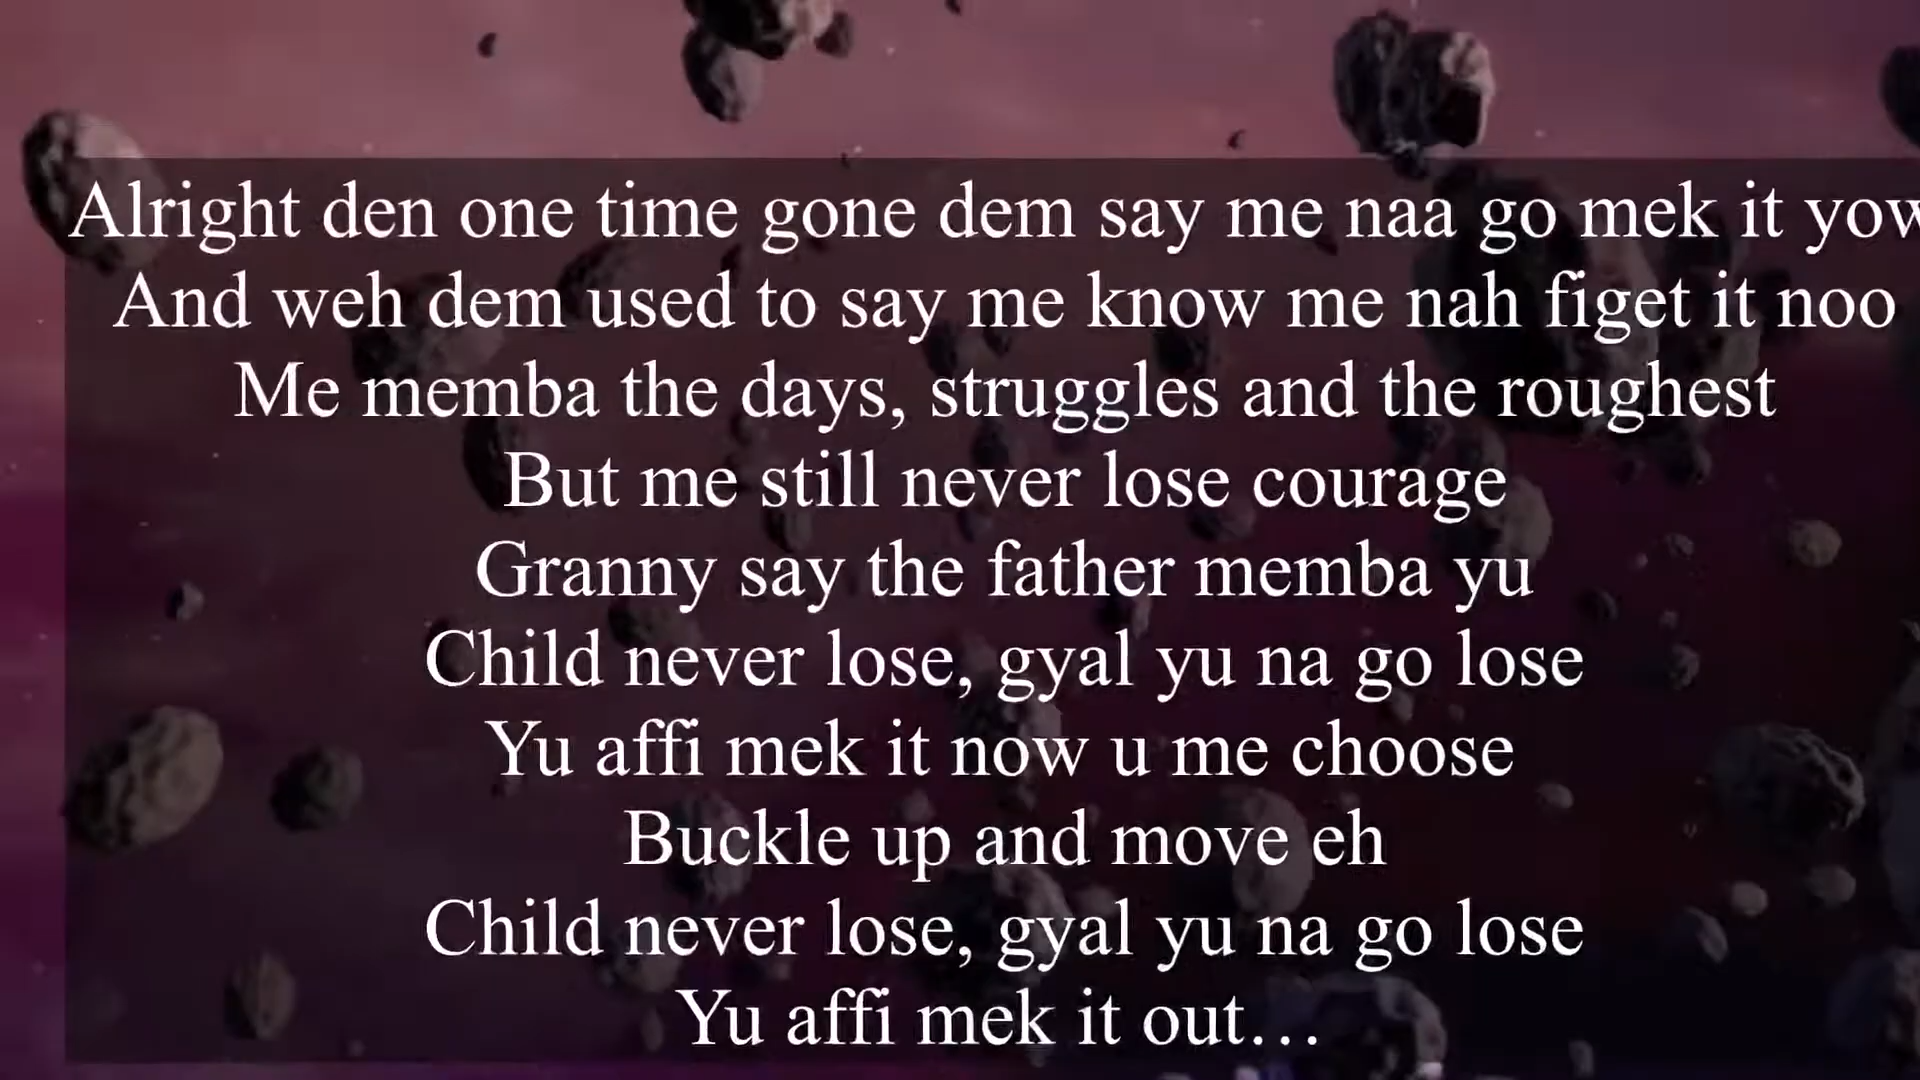 Alright den one time gone dem say me naa go mek it yow
And weh dem used to say me know me nah figet it noo
Me memba the days, struggles and the roughest
But me still never lose courage
Granny say the father memba yu
Child never lose, gyal yu na go lose
Yu affi mek it now u me choose
Buckle up and move eh
Child never lose, gyal yu na go lose
Yu affi mek it out…